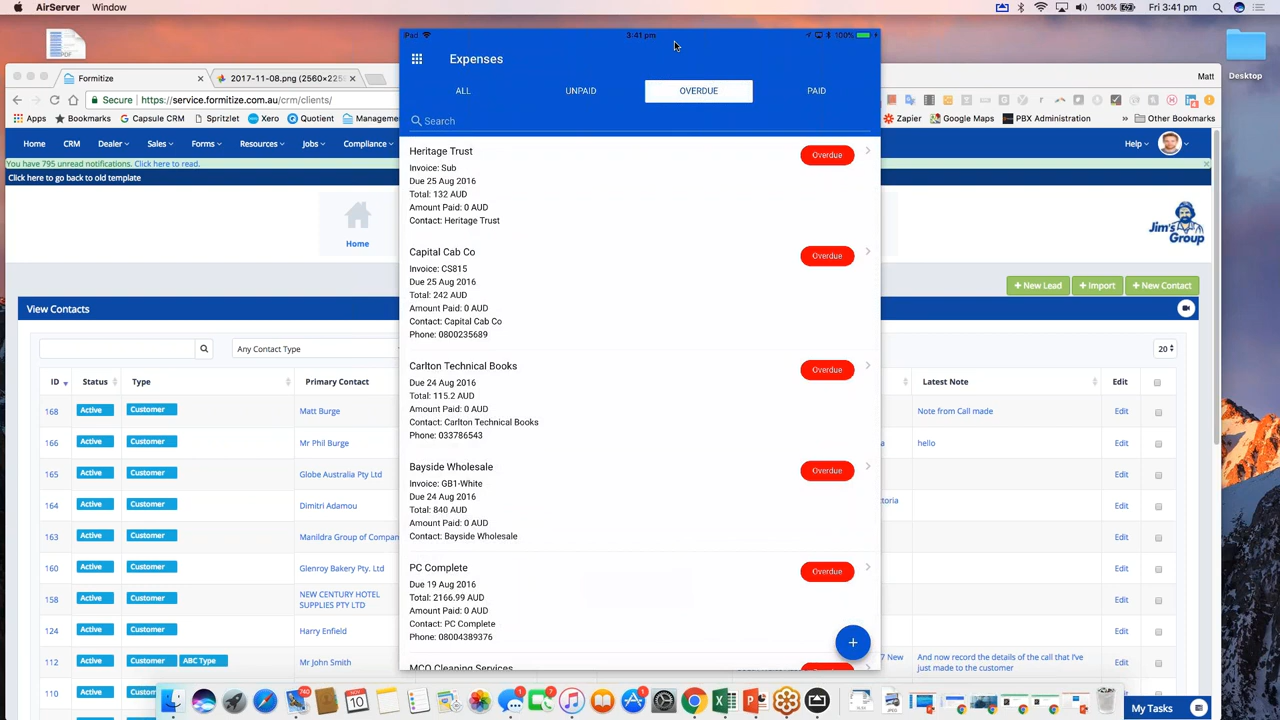 AirServer Window
100% Fri 3:41 pm
PDF
Desktop
Formitize
2017-11-08.png (2560×225
Matt
Secure https://service.formitize.com.au/crm/clients/
Apps Bookmarks Capsule CRM Spritzlet Xero Quotient Manageme
Zapier Google Maps PBX Administration Other Bookmarks
Home CRM Dealer Sales Forms Resources Jobs Compliance
Help
You have 795 unread notifications. Click here to read.
Click here to go back to old template
Home
Jim's Group
+ New Lead + Import + New Contact
View Contacts
Any Contact Type
20
ID Status Type Primary Contact
Latest Note Edit
168 Active Customer Matt Burge
Note from Call made Edit
166 Active Customer Mr Phil Burge
hello Edit
165 Active Customer Globe Australia Pty Ltd
Edit
164 Active Customer Dimitri Adamou
toria
Edit
163 Active Customer Manildra Group of Compan
Edit
160 Active Customer Glenroy Bakery Pty. Ltd
Edit
158 Active Customer NEW CENTURY HOTEL SUPPLIES PTY LTD
Edit
124 Active Customer Harry Enfield
Edit
112 Active Customer ABC Type Mr John Smith
7 New
And now record the details of the call that I've just made to the customer
Edit
110 Active Customer
Edit
My Tasks
iPad 3:41 pm 100%
Expenses
ALL UNPAID OVERDUE PAID
Search
Heritage Trust
Overdue
Invoice: Sub
Due 25 Aug 2016
Total: 132 AUD
Amount Paid: 0 AUD
Contact: Heritage Trust
Capital Cab Co
Overdue
Invoice: CS815
Due 25 Aug 2016
Total: 242 AUD
Amount Paid: 0 AUD
Contact: Capital Cab Co
Phone: 0800235689
Carlton Technical Books
Overdue
Due 24 Aug 2016
Total: 115.2 AUD
Amount Paid: 0 AUD
Contact: Carlton Technical Books
Phone: 033786543
Bayside Wholesale
Overdue
Invoice: GB1-White
Due 24 Aug 2016
Total: 840 AUD
Amount Paid: 0 AUD
Contact: Bayside Wholesale
PC Complete
Overdue
Due 19 Aug 2016
Total: 2166.99 AUD
Amount Paid: 0 AUD
Contact: PC Complete
Phone: 08004389376
+
MCO Cleaning Services